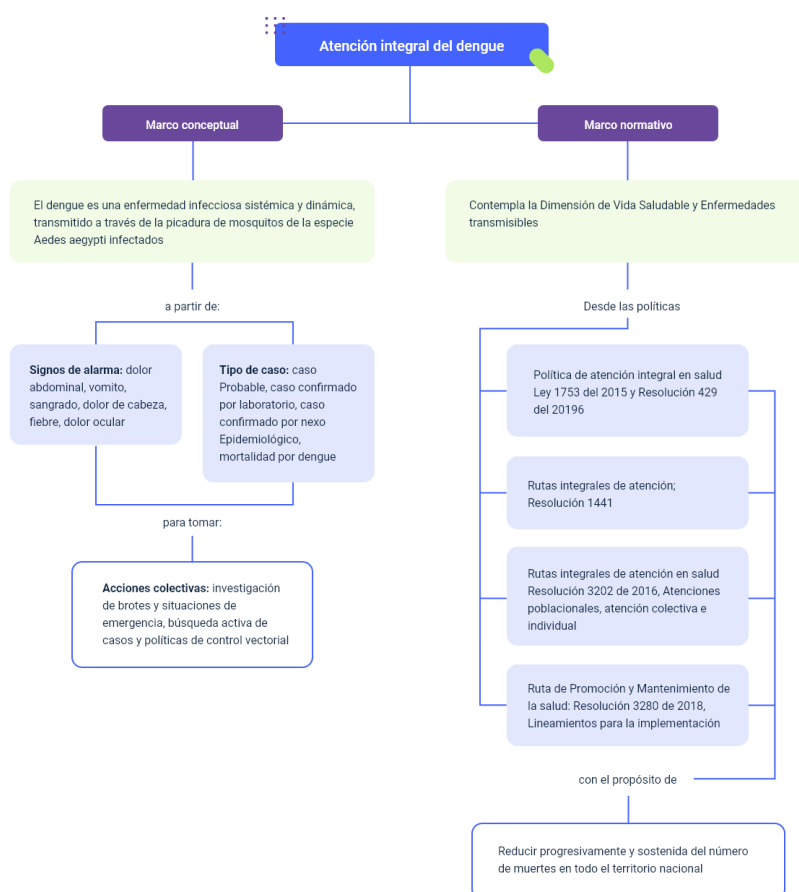 Atención integral del dengue
Marco conceptual
Marco normativo
El dengue es una enfermedad infecciosa sistémica y dinámica,
transmitido a través de la picadura de mosquitos de la especie
Aedes aegypti infectados
Contempla la Dimensión de Vida Saludable y Enfermedades
transmisibles
a partir de:
Desde las políticas
Signos de alarma: dolor
abdominal, vomito,
sangrado, dolor de cabeza,
fiebre, dolor ocular
Tipo de caso: caso
Probable, caso confirmado
por laboratorio, caso
confirmado por nexo
Epidemiológico,
mortalidad por dengue
para tomar:
Acciones colectivas: investigación
de brotes y situaciones de
emergencia, búsqueda activa de
casos y políticas de control vectorial
Política de atención integral en salud
Ley 1753 del 2015 y Resolución 429
del 20196
Rutas integrales de atención;
Resolución 1441
Rutas integrales de atención en salud
Resolución 3202 de 2016, Atenciones
poblacionales, atención colectiva e
individual
Ruta de Promoción y Mantenimiento de
la salud: Resolución 3280 de 2018,
Lineamientos para la implementación
con el propósito de
Reducir progresivamente y sostenida del número
de muertes en todo el territorio nacional